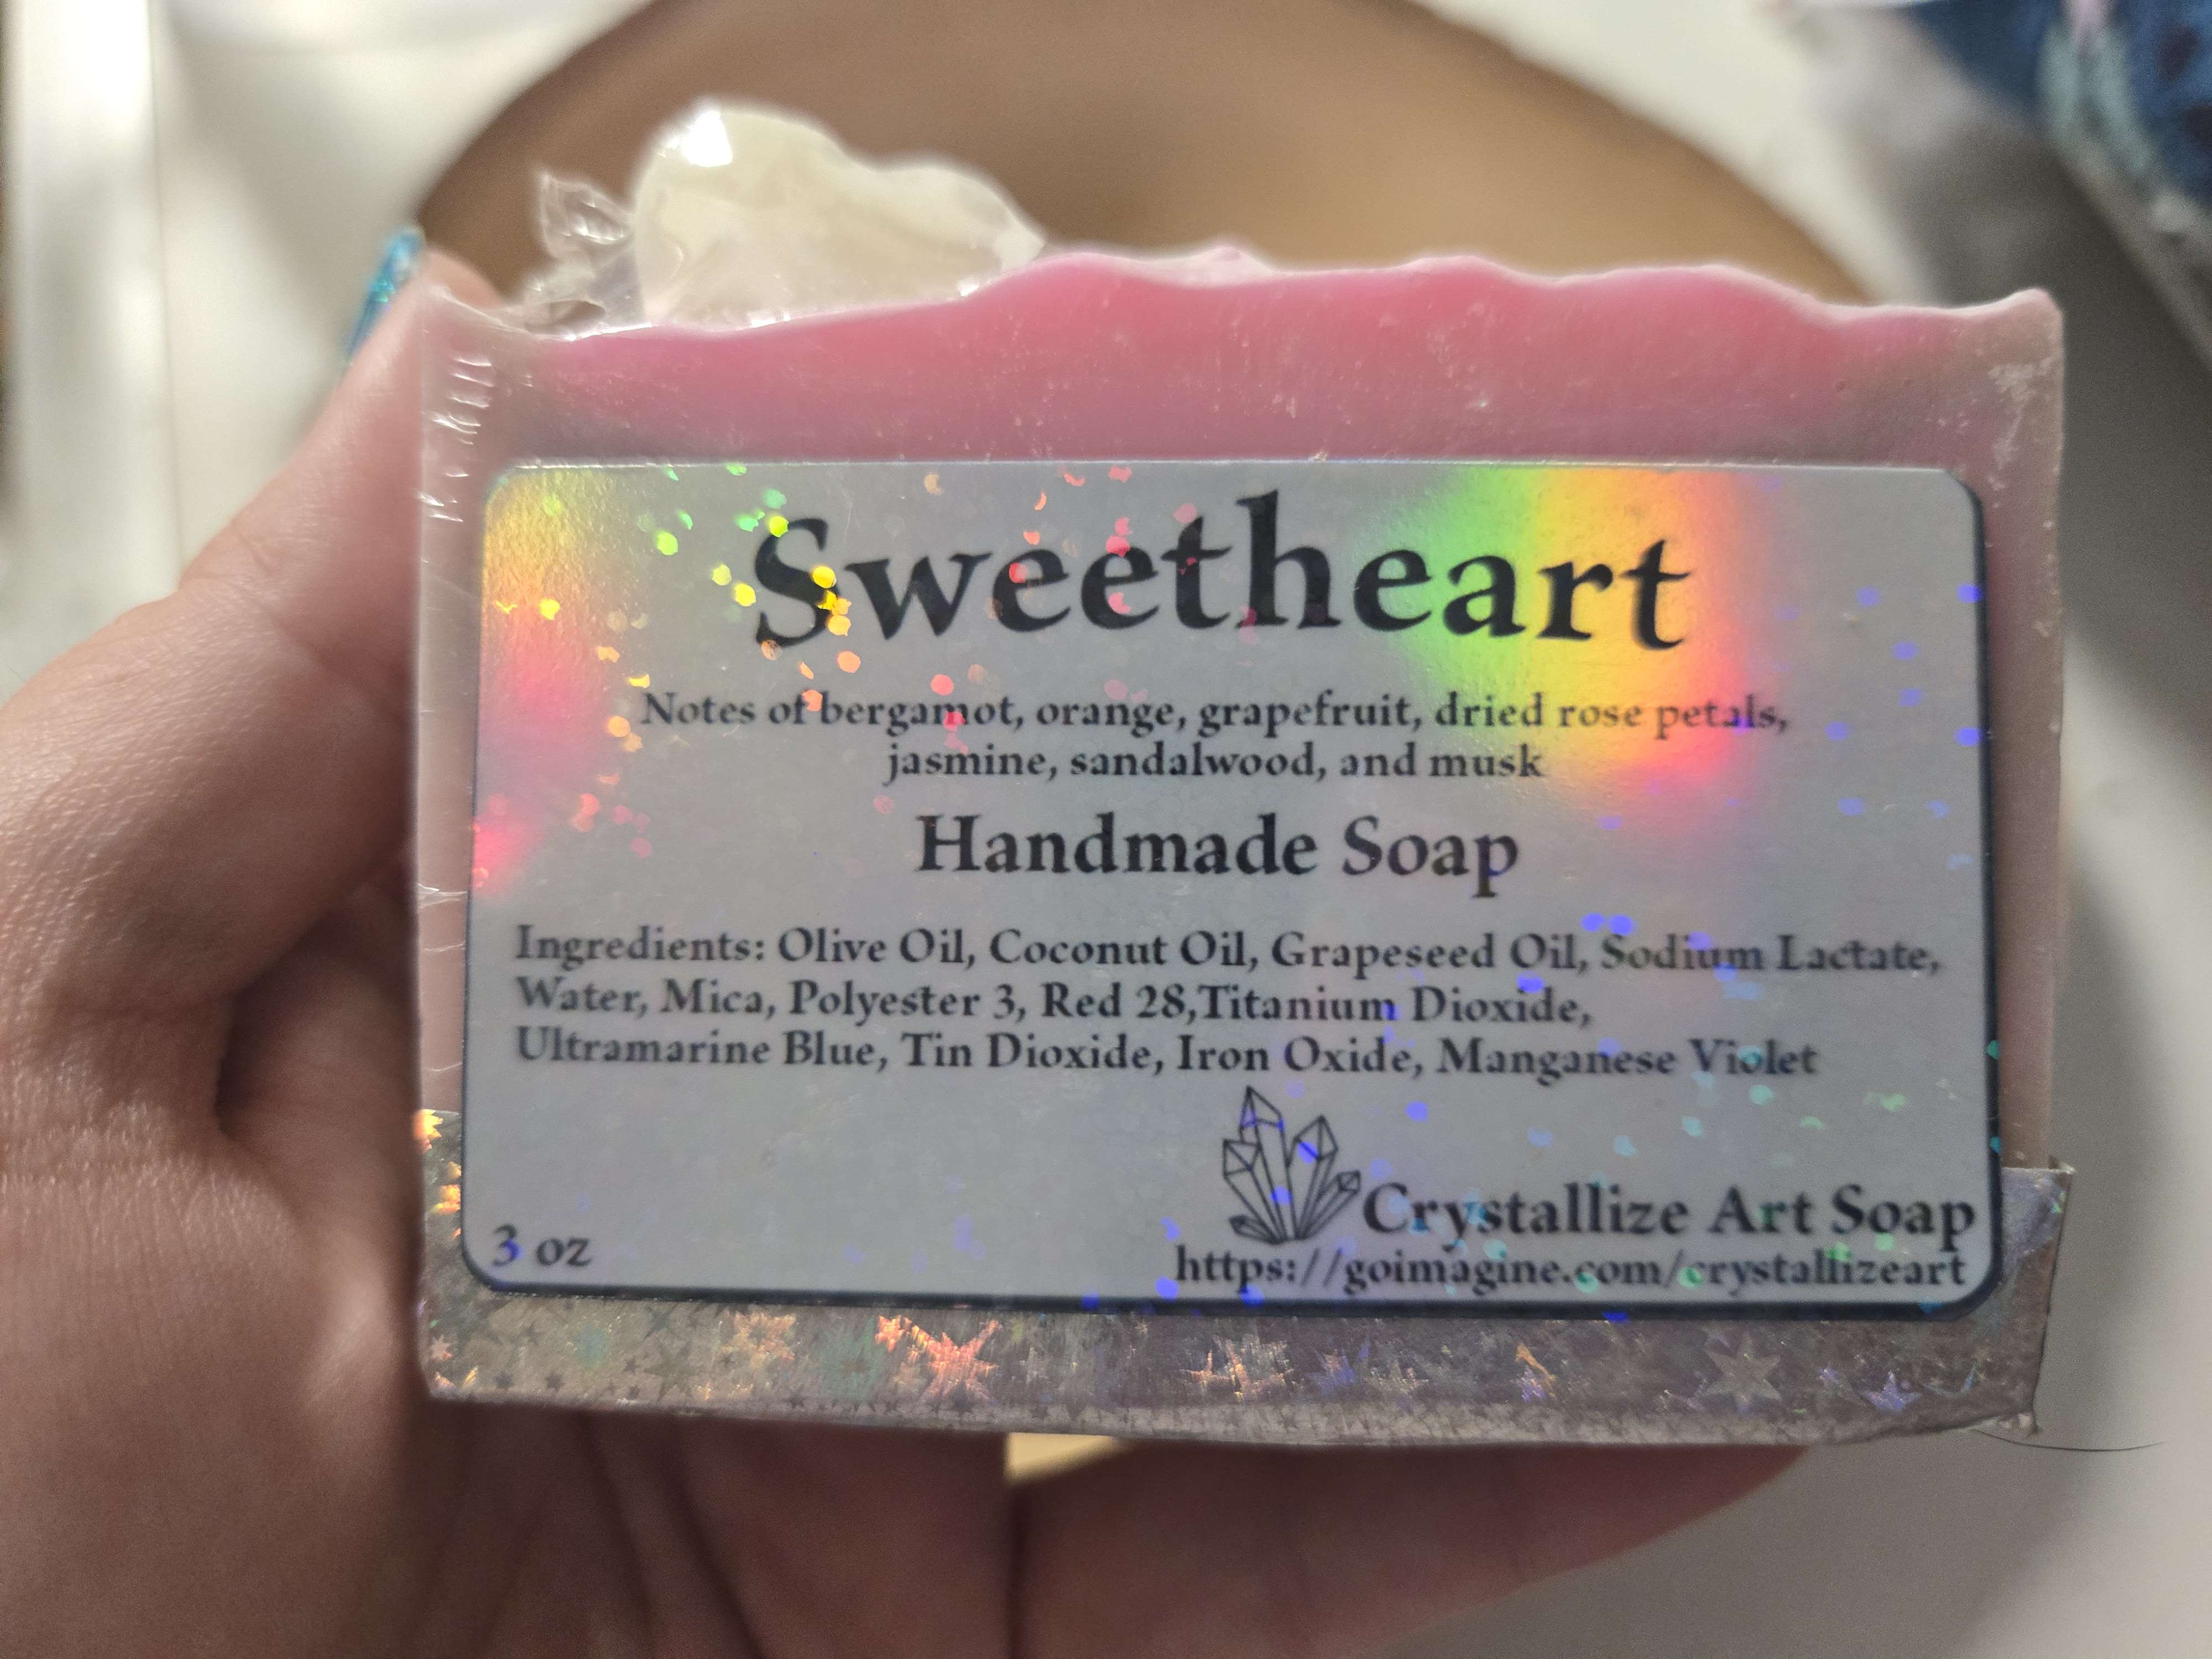 Sweetheart
Notes of bergamot, orange, grapefruit, dried rose petals,
jasmine, sandalwood, and musk
Handmade Soap
Ingredients: Olive Oil, Coconut Oil, Grapeseed Oil, Sodium Lactate,
Water, Mica, Polyester 3, Red 28,Titanium Dioxide,
Ultramarine Blue, Tin Dioxide, Iron Oxide, Manganese Violet
Crystallize Art Soap
3 oz
https://goimagine.com/crystallizeart